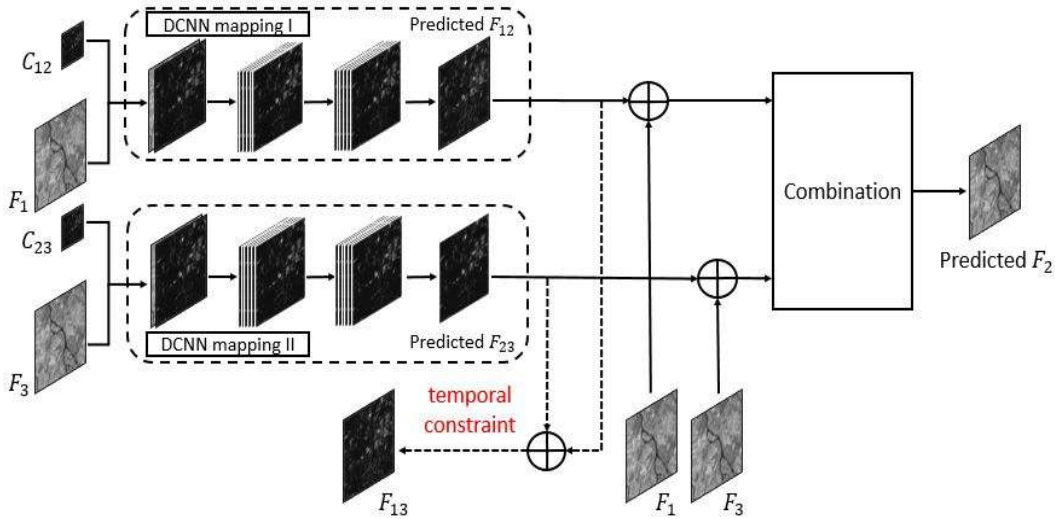 DCNN mapping I
Predicted F₁₂
C₁₂
F₁
C₂₃
F₃
DCNN mapping II
Predicted F₂₃
Combination
Predicted F₂
temporal
constraint
F₁₃
F₁
F₃